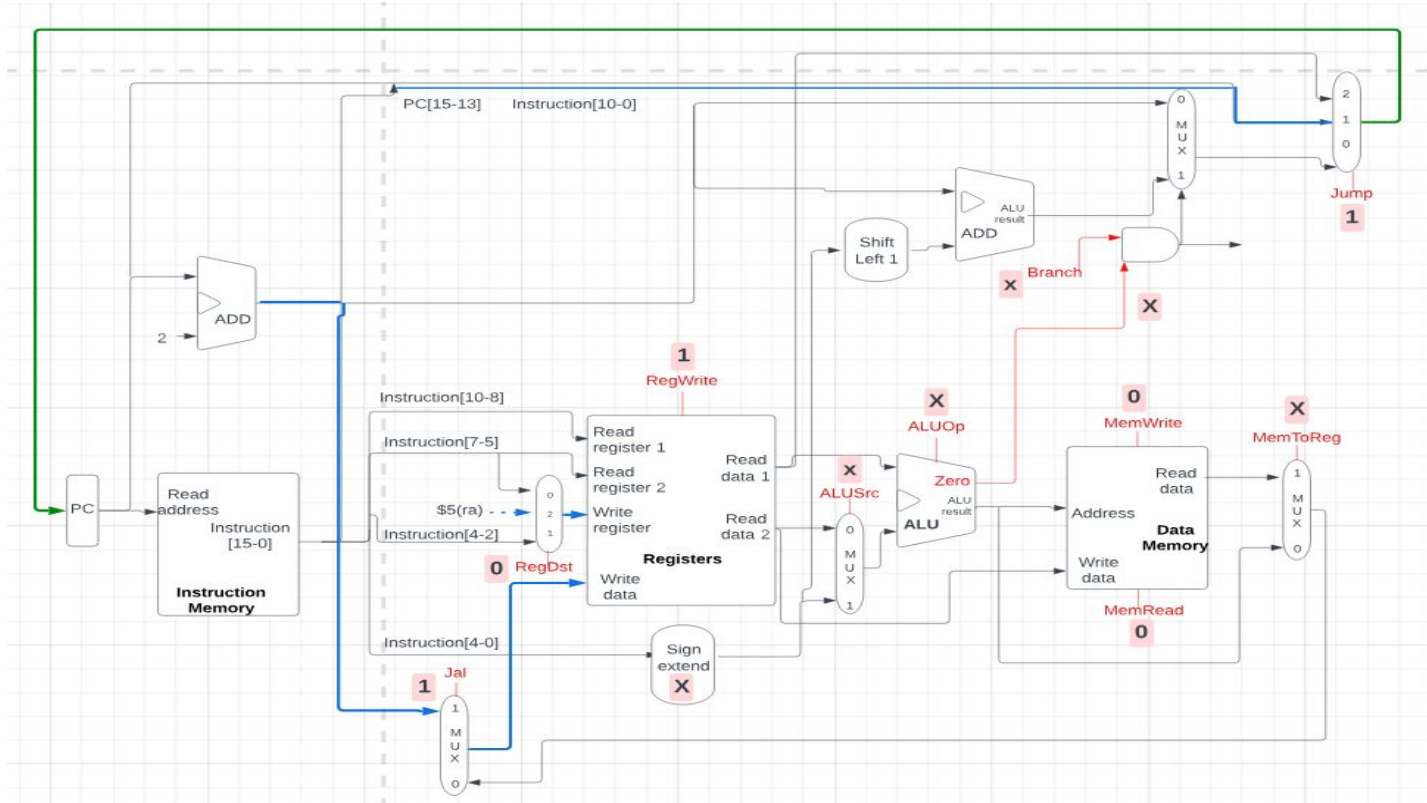 PC[15-13] Instruction[10-0]
0
M
U
X
1
2
1
0
Jump
1
ALU
result
ADD
Shift
Left 1
Branch
x
X
ADD
2
1
RegWrite
Instruction[10-8]
Instruction[7-5]
$5(ra)
Instruction[4-2]
0
2
1
0
RegDst
Read
register 1
Read
register 2
Write
register
Write
data
Read
data 1
Read
data 2
Registers
PC
Read
address
Instruction
[15-0]
Instruction
Memory
X
ALUOp
x
ALUSrc
0
M
U
X
1
Zero
ALU
result
ALU
0
MemWrite
Read
data
Address
Data
Memory
Write
data
MemRead
0
X
MemToReg
1
M
U
X
0
Instruction[4-0]
Sign
extend
X
1
Jal
1
M
U
X
0